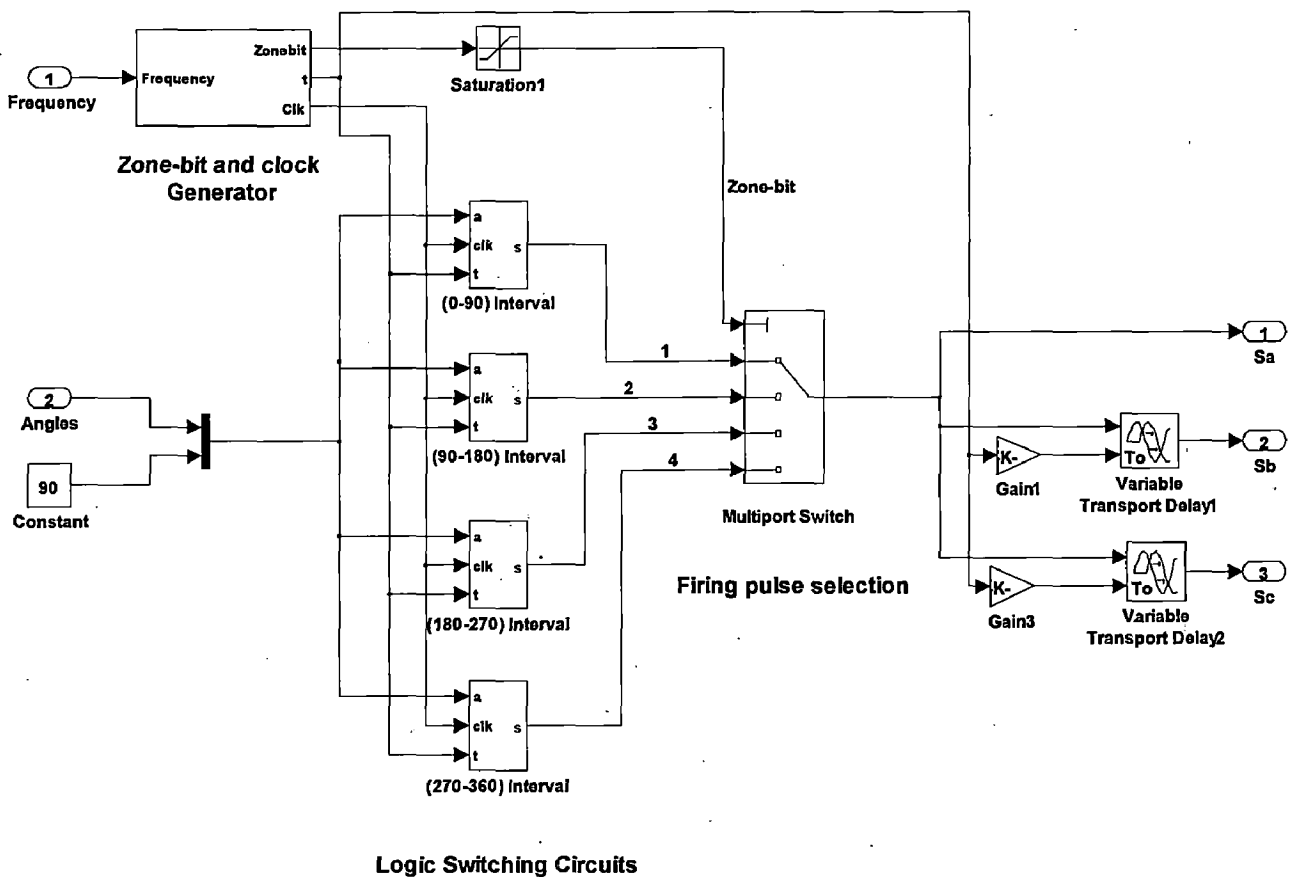 Zonebit
t
Clk
Frequency
1
Frequency
Saturation1
Zone-bit and clock
Generator
Zone-bit
a
clk
t
s
(0-90) Interval
a
clk
t
s
(90-180) Interval
a
clk
t
s
(180-270) Interval
a
clk
t
s
(270-360) Interval
2
Angles
90
Constant
1
2
3
4
Multiport Switch
Firing pulse selection
K-
Gain1
K-
Gain3
To
Variable
Transport Delay1
To
Variable
Transport Delay2
1
Sa
2
Sb
3
Sc
Logic Switching Circuits